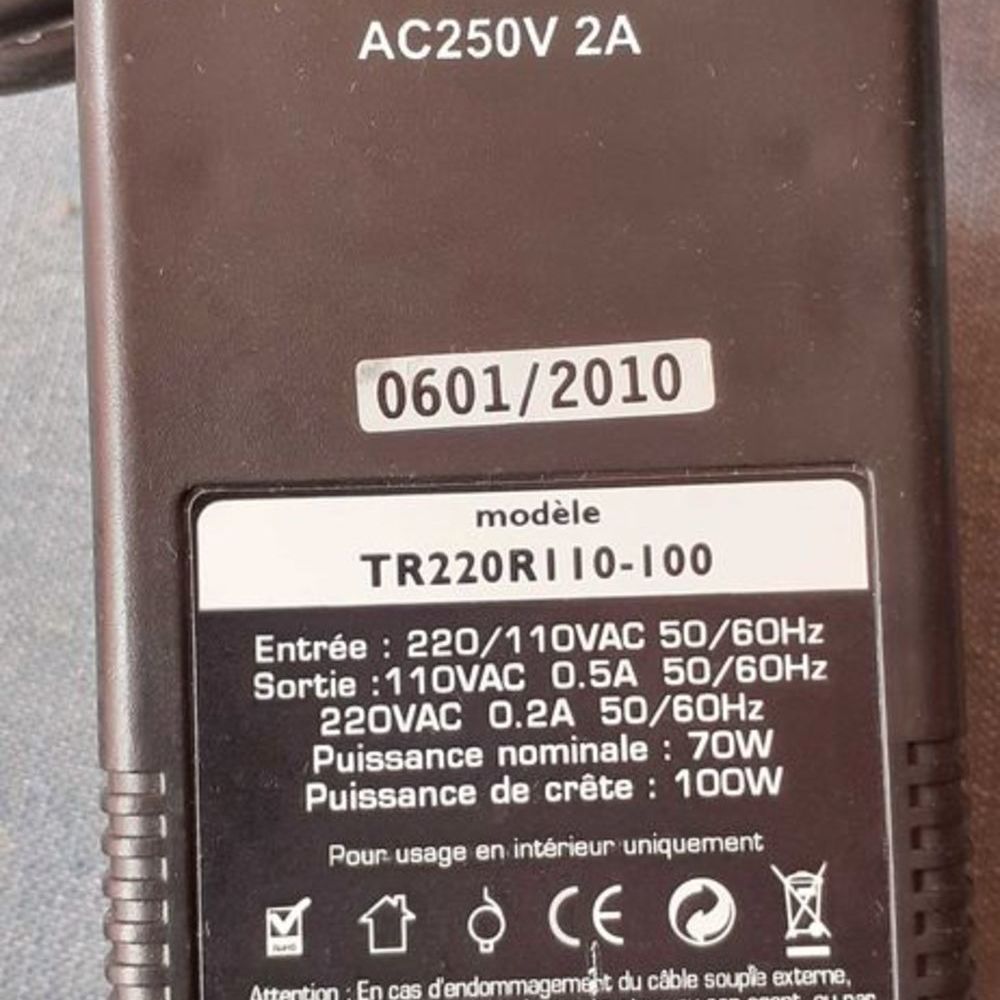 AC250V 2A
0601/2010
modèle
TR220R110-100
Entrée : 220/110VAC 50/60Hz
Sortie :110VAC 0.5A 50/60Hz
220VAC 0.2A 50/60Hz
Puissance nominale : 70W
Puissance de crête : 100W
Pour usage en intérieur uniquement
RoHS CE
Attention : En cas d'endommagement du câble souple externe,